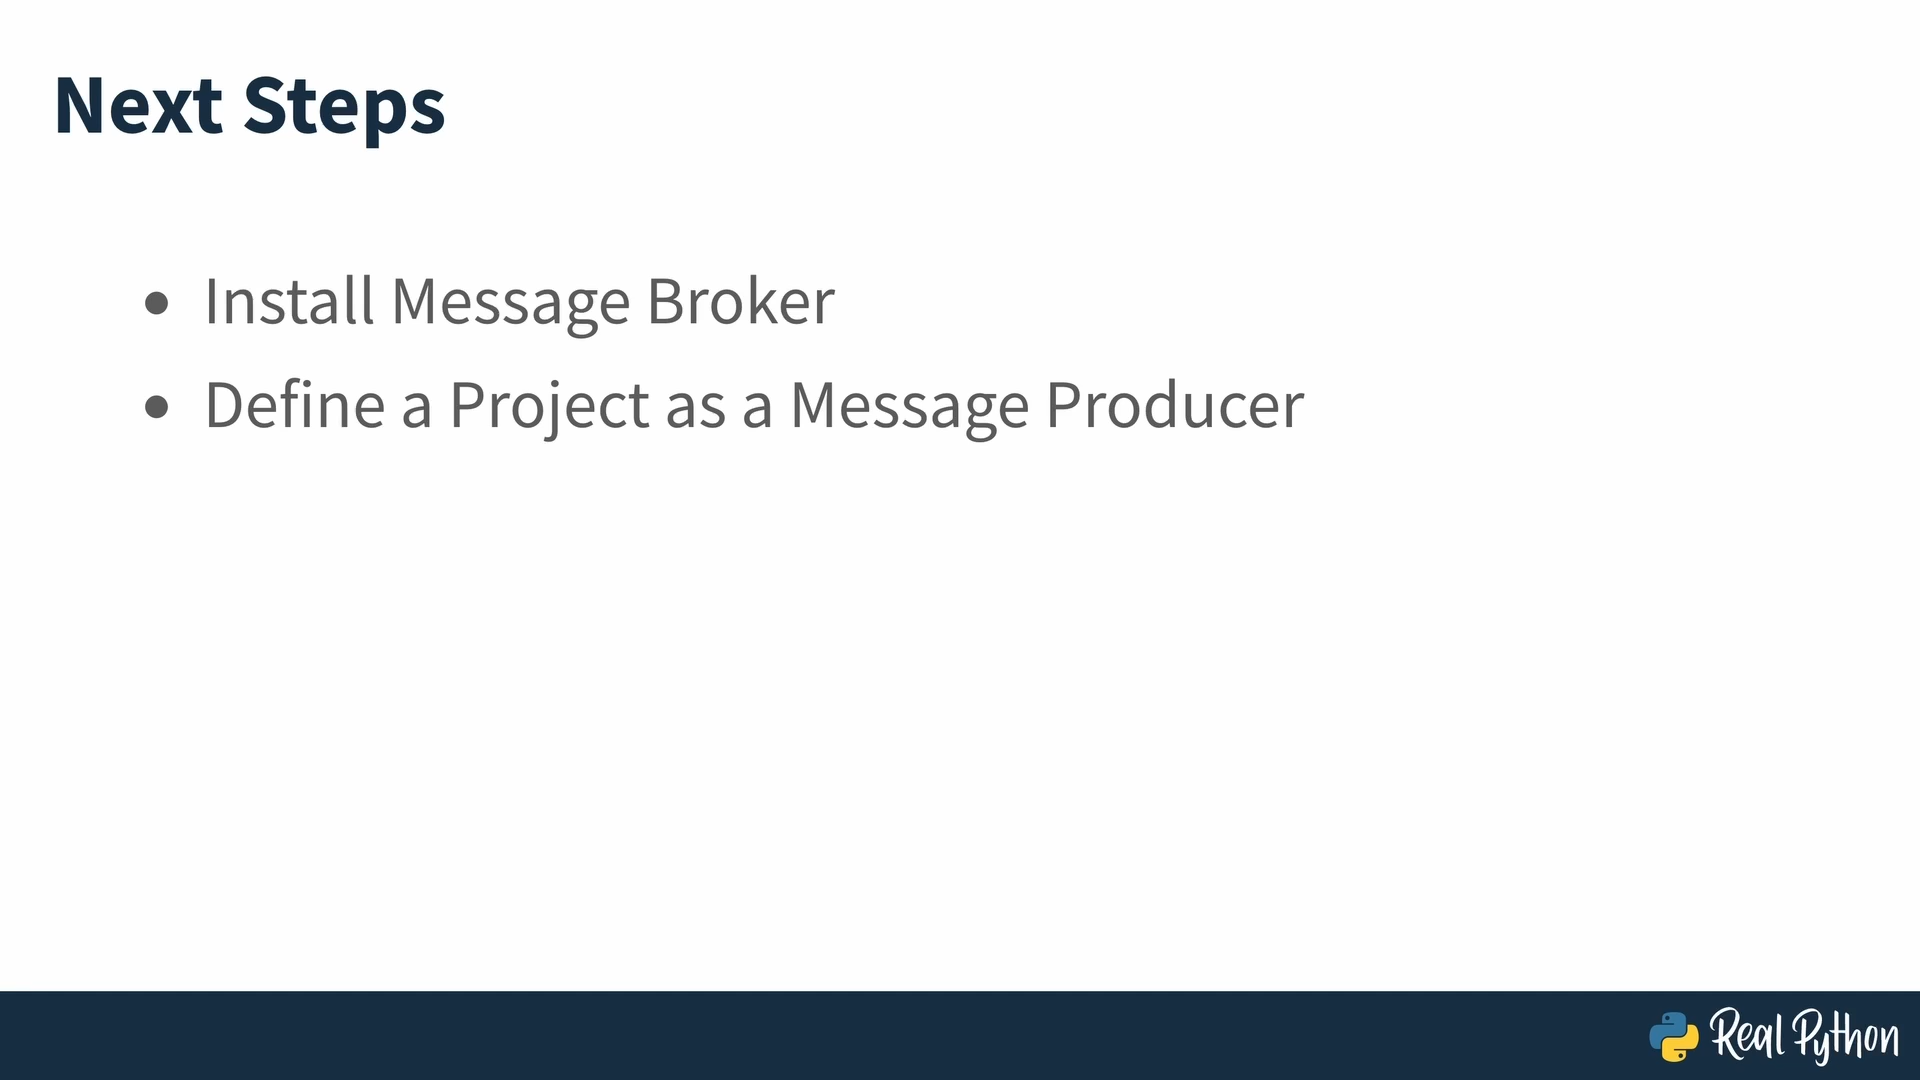 Next Steps
• Install Message Broker
• Define a Project as a Message Producer
Real Python